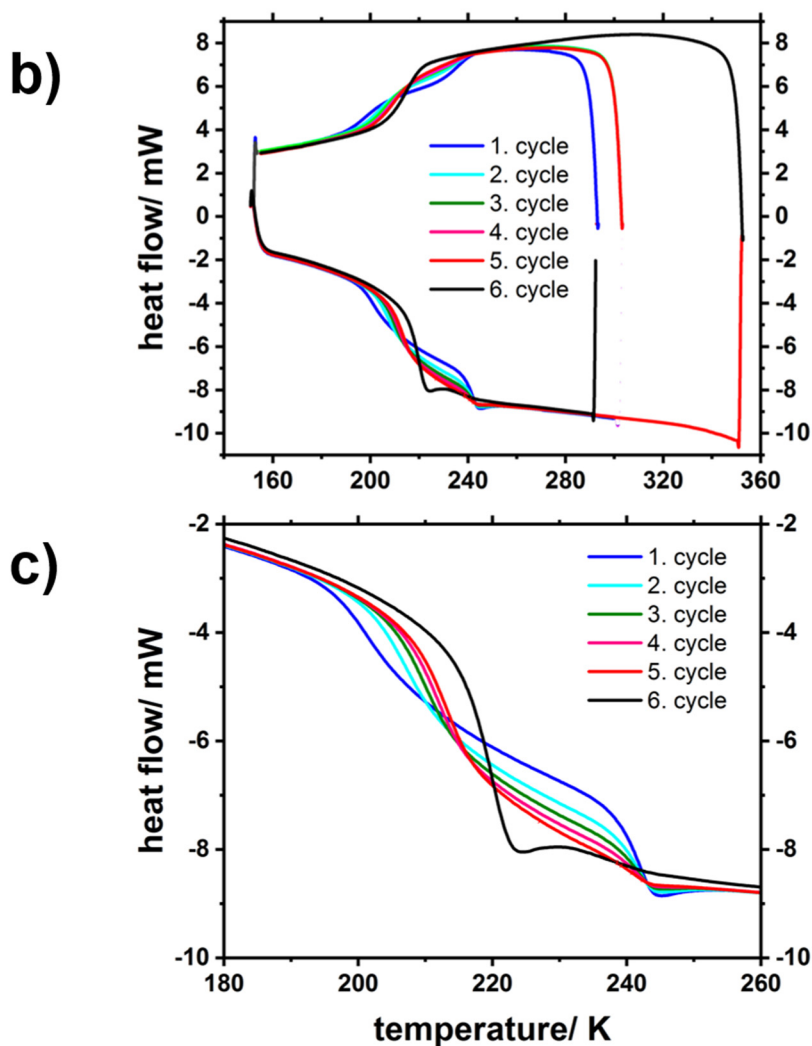 b)
8
6
4
2
0
-2
-4
-6
-8
-10
8
6
4
2
0
-2
-4
-6
-8
-10
heat flow/ mW
1. cycle
2. cycle
3. cycle
4. cycle
5. cycle
6. cycle
160 200 240 280 320 360
c)
-2
-4
-6
-8
-10
-2
-4
-6
-8
-10
heat flow/ mW
1. cycle
2. cycle
3. cycle
4. cycle
5. cycle
6. cycle
180 200 220 240 260
temperature/ K